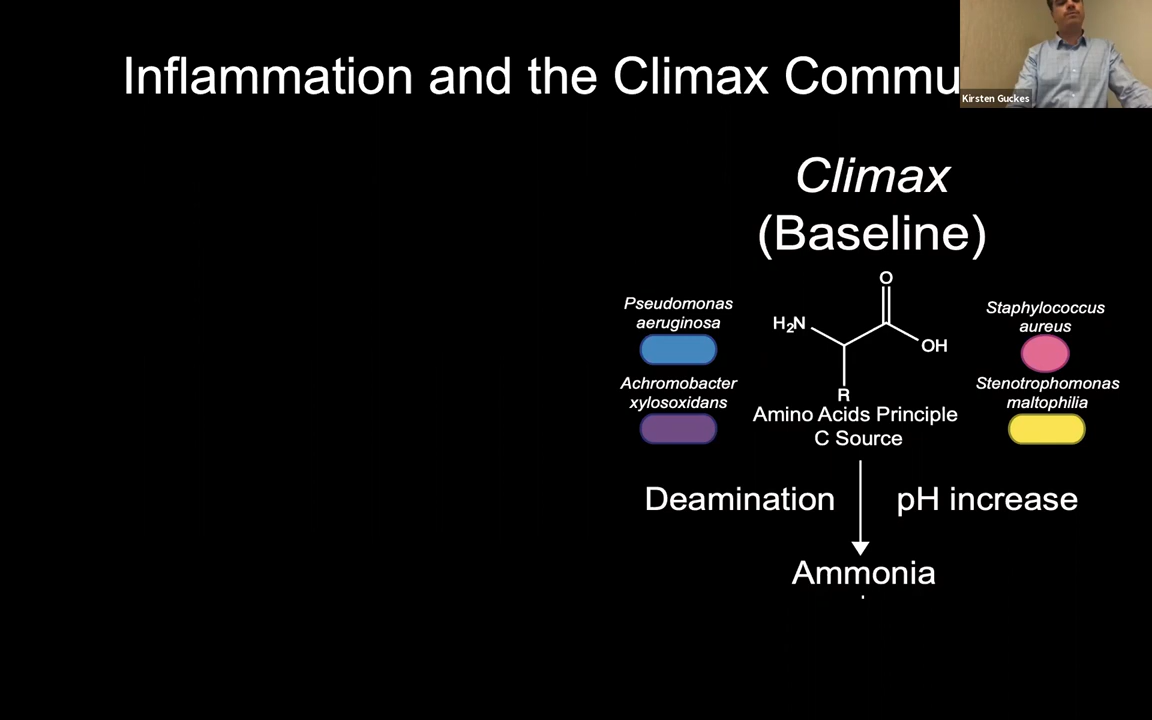 Inflammation and the Climax Commu
Kirsten Guckes
Climax
(Baseline)
Pseudomonas
aeruginosa
Achromobacter
xylosoxidans
O
H₂N
OH
R
Amino Acids Principle
C Source
Staphylococcus
aureus
Stenotrophomonas
maltophilia
Deamination
pH increase
Ammonia